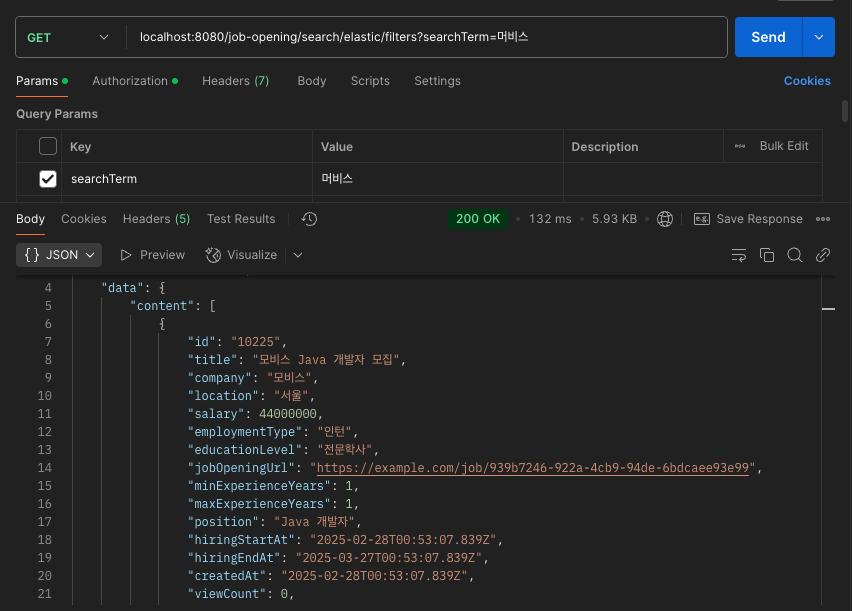 GET localhost:8080/job-opening/search/elastic/filters?searchTerm=머비스 Send
Params Authorization Headers (7) Body Scripts Settings Cookies
Query Params
Key Value Description Bulk Edit
searchTerm 머비스
Body Cookies Headers (5) Test Results 200 OK 132 ms 5.93 KB e.g. Save Response
{} JSON Preview Visualize
4 "data": {
5 "content": [
6 {
7 "id": "10225",
8 "title": "모비스 Java 개발자 모집",
9 "company": "모비스",
10 "location": "서울",
11 "salary": 44000000,
12 "employmentType": "인턴",
13 "educationLevel": "전문학사",
14 "jobOpeningUrl": "https://example.com/job/939b7246-922a-4cb9-94de-6bdcaee93e99",
15 "minExperienceYears": 1,
16 "maxExperienceYears": 1,
17 "position": "Java 개발자",
18 "hiringStartAt": "2025-02-28T00:53:07.839Z",
19 "hiringEndAt": "2025-03-27T00:53:07.839Z",
20 "createdAt": "2025-02-28T00:53:07.839Z",
21 "viewCount": 0,